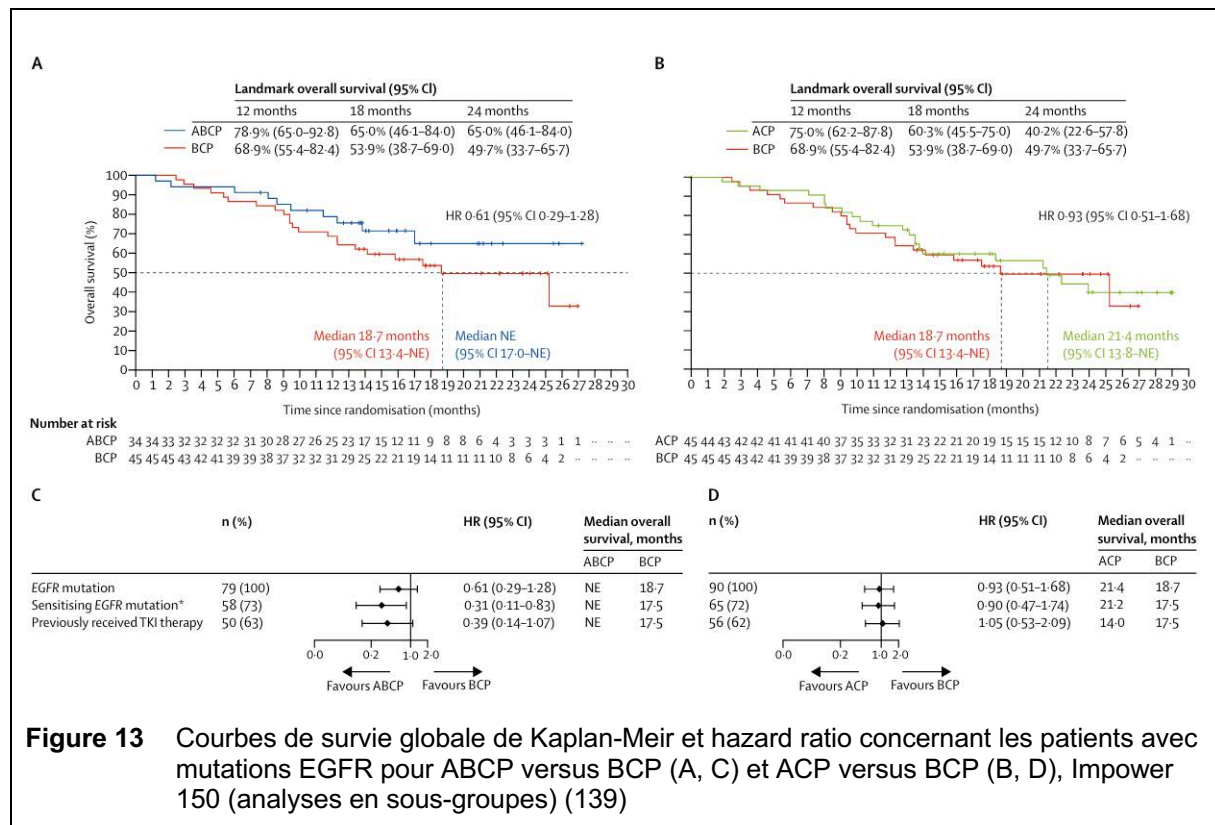 A
Landmark overall survival (95% CI)
12 months 18 months 24 months
ABCP 78·9% (65·0–92·8) 65·0% (46·1–84·0) 65·0% (46·1–84·0)
BCP 68·9% (55·4–82·4) 53·9% (38·7–69·0) 49·7% (33·7–65·7)
HR 0·61 (95% CI 0·29–1·28)
Overall survival (%)
100
90
80
70
60
50
40
30
20
10
0
Median 18·7 months
(95% CI 13·4–NE)
Median NE
(95% CI 17·0–NE)
0 1 2 3 4 5 6 7 8 9 10 11 12 13 14 15 16 17 18 19 20 21 22 23 24 25 26 27 28 29 30
Time since randomisation (months)
Number at risk
ABCP 34 34 33 32 32 32 32 31 30 28 27 26 25 23 17 15 12 11 9 8 8 6 4 3 3 3 1 1 ·· ·· ··
BCP 45 45 45 43 42 41 39 39 38 37 32 32 31 29 25 22 21 19 14 11 11 11 10 8 6 4 2 ·· ·· ·· ··
B
Landmark overall survival (95% CI)
12 months 18 months 24 months
ACP 75·0% (62·2–87·8) 60·3% (45·5–75·0) 40·2% (22·6–57·8)
BCP 68·9% (55·4–82·4) 53·9% (38·7–69·0) 49·7% (33·7–65·7)
HR 0·93 (95% CI 0·51–1·68)
Median 18·7 months
(95% CI 13·4–NE)
Median 21·4 months
(95% CI 13·8–NE)
0 1 2 3 4 5 6 7 8 9 10 11 12 13 14 15 16 17 18 19 20 21 22 23 24 25 26 27 28 29 30
Time since randomisation (months)
ACP 45 44 43 42 42 41 41 41 40 37 35 33 32 31 23 22 21 20 19 15 15 15 12 10 8 7 6 5 4 1 ··
BCP 45 45 45 43 42 41 39 39 38 37 32 32 31 29 25 22 21 19 14 11 11 11 10 8 6 4 2 ·· ·· ·· ··
C
n (%) HR (95% CI) Median overall
survival, months
ABCP BCP
EGFR mutation 79 (100) 0·61 (0·29–1·28) NE 18·7
Sensitising EGFR mutation* 58 (73) 0·31 (0·11–0·83) NE 17·5
Previously received TKI therapy 50 (63) 0·39 (0·14–1·07) NE 17·5
0·0 0·2 1·0 2·0
Favours ABCP Favours BCP
D
n (%) HR (95% CI) Median overall
survival, months
ACP BCP
90 (100) 0·93 (0·51–1·68) 21·4 18·7
65 (72) 0·90 (0·47–1·74) 21·2 17·5
56 (62) 1·05 (0·53–2·09) 14·0 17·5
0·0 0·2 1·0 2·0
Favours ACP Favours BCP
Figure 13 Courbes de survie globale de Kaplan-Meir et hazard ratio concernant les patients avec
mutations EGFR pour ABCP versus BCP (A, C) et ACP versus BCP (B, D), Impower
150 (analyses en sous-groupes) (139)